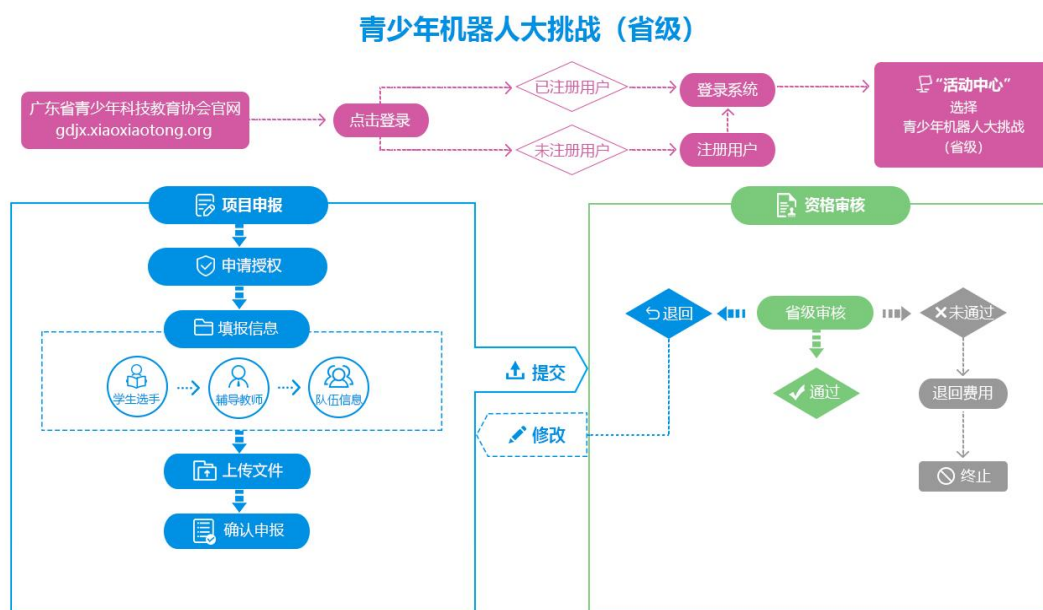 青少年机器人大挑战（省级）
广东省青少年科技教育协会官网
gdjx.xiaoxiaotong.org
点击登录
已注册用户
未注册用户
登录系统
注册用户
“活动中心”
选择
青少年机器人大挑战
（省级）
项目申报
申请授权
填报信息
学生选手
辅导教师
队伍信息
上传文件
确认申报
提交
修改
资格审核
退回
省级审核
未通过
通过
退回费用
终止